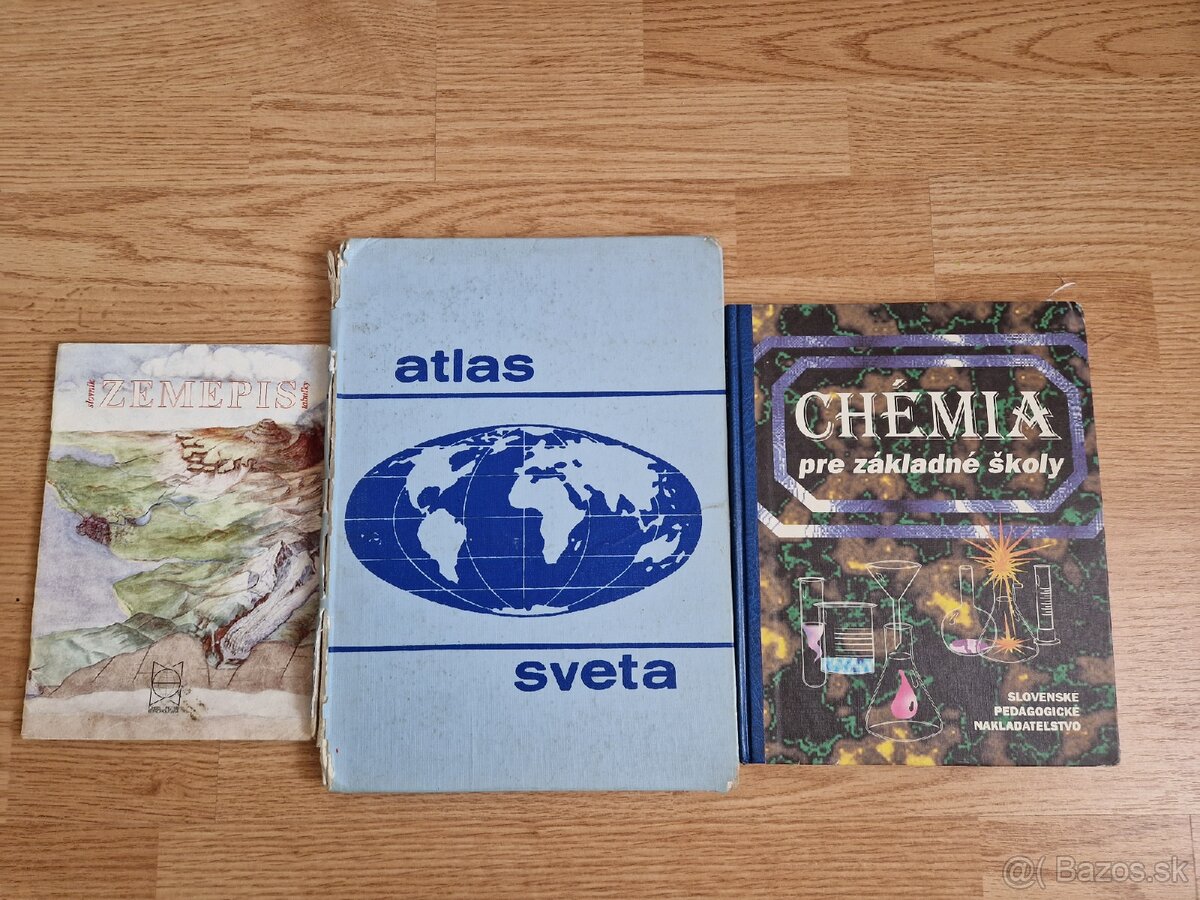 slovník
ZEMEPIS
tabuľky
atlas
sveta
CHÉMIA
pre základné školy
SLOVENSKÉ
PEDAGOGICKÉ
NAKLADATEĽSTVO
@( Bazos.sk